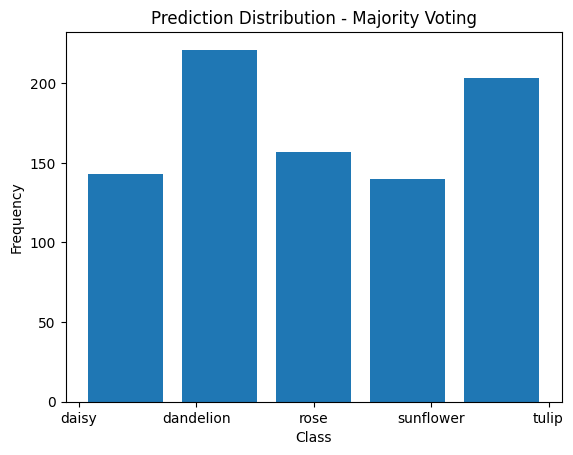 Prediction Distribution - Majority Voting
200
150
100
50
0
Frequency
daisy dandelion rose sunflower tulip
Class